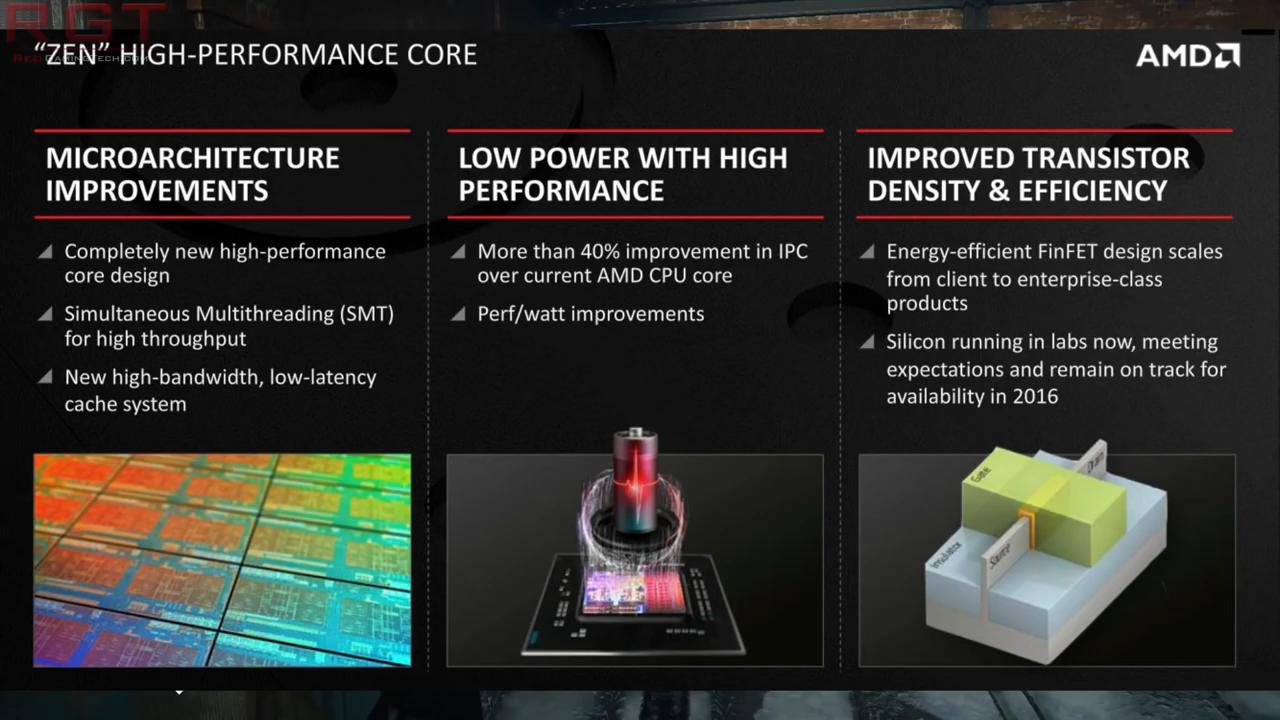 RGT
REDGAMINGTECH.COM
“ZEN” HIGH-PERFORMANCE CORE
AMD
MICROARCHITECTURE
IMPROVEMENTS
Completely new high-performance
core design
Simultaneous Multithreading (SMT)
for high throughput
New high-bandwidth, low-latency
cache system
LOW POWER WITH HIGH
PERFORMANCE
More than 40% improvement in IPC
over current AMD CPU core
Perf/watt improvements
IMPROVED TRANSISTOR
DENSITY & EFFICIENCY
Energy-efficient FinFET design scales
from client to enterprise-class
products
Silicon running in labs now, meeting
expectations and remain on track for
availability in 2016
Gate
Drain
Source
Insulator